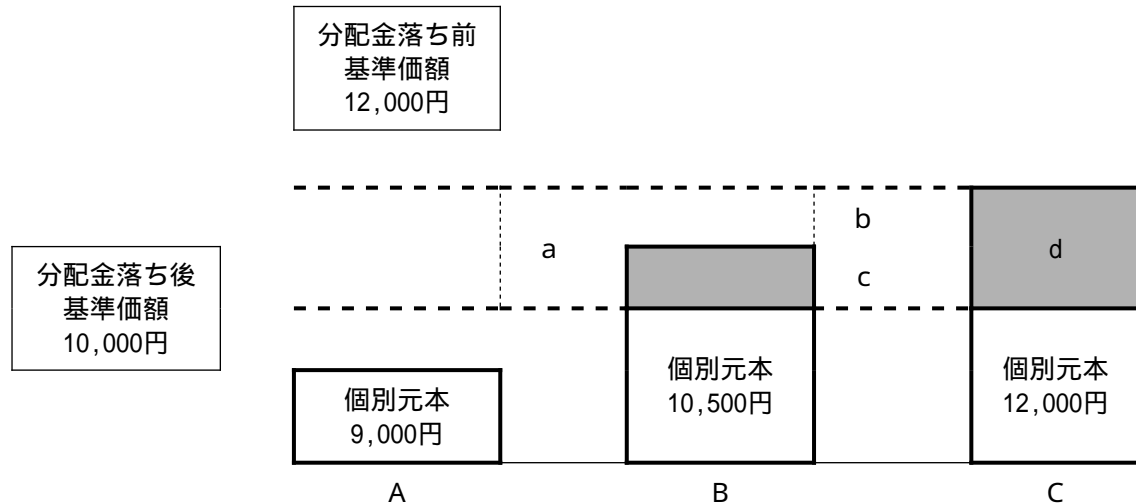 分配金落ち前
基準価額
12,000円
分配金落ち後
基準価額
10,000円
a
b
c
d
個別元本
9,000円
個別元本
10,500円
個別元本
12,000円
A
B
C